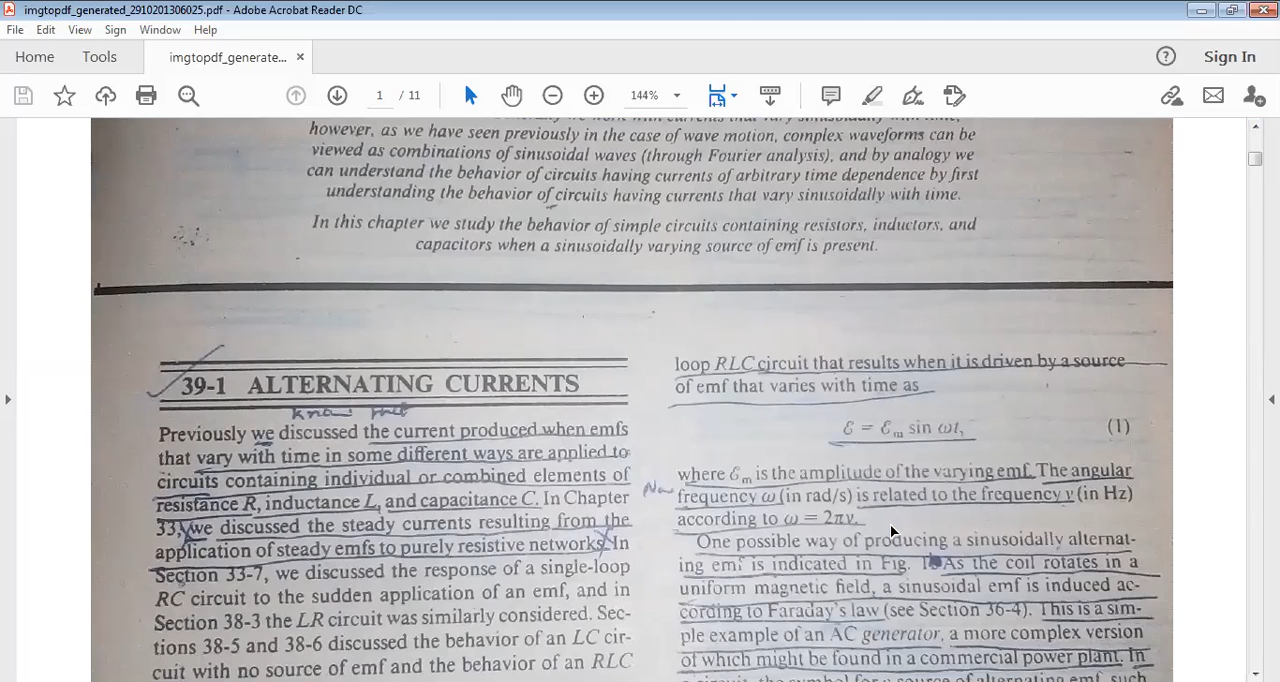 imgtopdf_generated_2910201306025.pdf - Adobe Acrobat Reader DC
File Edit View Sign Window Help
Home Tools imgtopdf_generate... × ? Sign In
1 / 11 144%
however, as we have seen previously in the case of wave motion, complex waveforms can be
viewed as combinations of sinusoidal waves (through Fourier analysis), and by analogy we
can understand the behavior of circuits having currents of arbitrary time dependence by first
understanding the behavior of circuits having currents that vary sinusoidally with time.
In this chapter we study the behavior of simple circuits containing resistors, inductors, and
capacitors when a sinusoidally varying source of emf is present.
39-1 ALTERNATING CURRENTS
Previously we discussed the current produced when emfs
that vary with time in some different ways are applied to
circuits containing individual or combined elements of
resistance R, inductance L, and capacitance C. In Chapter
33, we discussed the steady currents resulting from the
application of steady emfs to purely resistive networks. In
Section 33-7, we discussed the response of a single-loop
RC circuit to the sudden application of an emf, and in
Section 38-3 the LR circuit was similarly considered. Sec-
tions 38-5 and 38-6 discussed the behavior of an LC cir-
cuit with no source of emf and the behavior of an RLC
loop RLC circuit that results when it is driven by a source
of emf that varies with time as
ℰ = ℰm sin ωt, (1)
where ℰm is the amplitude of the varying emf. The angular
Now frequency ω (in rad/s) is related to the frequency ν (in Hz)
according to ω = 2πν.
One possible way of producing a sinusoidally alternat-
ing emf is indicated in Fig. 1. As the coil rotates in a
uniform magnetic field, a sinusoidal emf is induced ac-
cording to Faraday's law (see Section 36-4). This is a sim-
ple example of an AC generator, a more complex version
of which might be found in a commercial power plant. In
a circuit, the symbol for a source of alternating emf, such